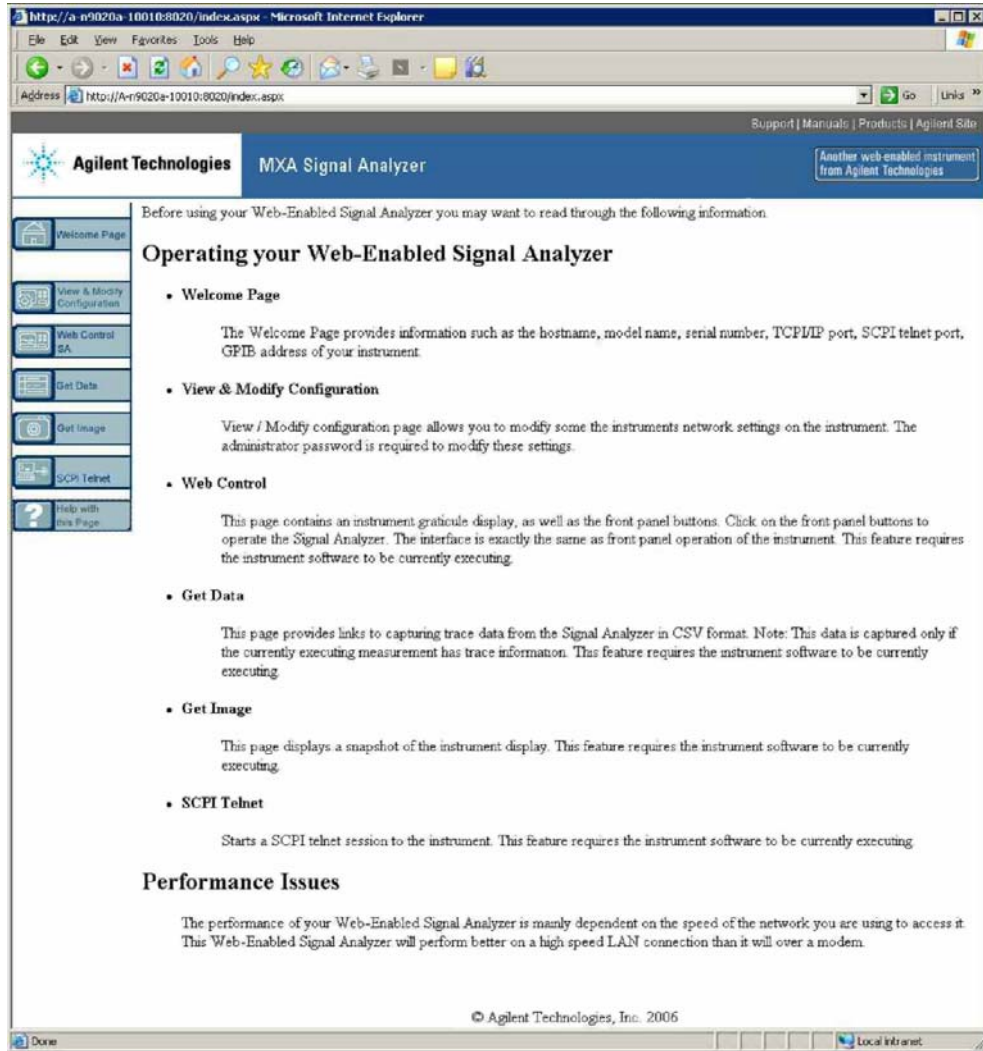 http://a-n9020a-10010:8020/index.aspx - Microsoft Internet Explorer
File Edit View Favorites Tools Help
Address http://A-n9020a-10010:8020/index.aspx Go Links »
Support | Manuals | Products | Agilent Site
Agilent Technologies MXA Signal Analyzer
Another web-enabled instrument
from Agilent Technologies
Welcome Page
View & Modify
Configuration
Web Control
SA
Get Data
Get Image
SCPI Telnet
Help with
this Page
Before using your Web-Enabled Signal Analyzer you may want to read through the following information.
Operating your Web-Enabled Signal Analyzer
• Welcome Page
The Welcome Page provides information such as the hostname, model name, serial number, TCPI/IP port, SCPI telnet port,
GPIB address of your instrument.
• View & Modify Configuration
View / Modify configuration page allows you to modify some the instruments network settings on the instrument. The
administrator password is required to modify these settings.
• Web Control
This page contains an instrument graticule display, as well as the front panel buttons. Click on the front panel buttons to
operate the Signal Analyzer. The interface is exactly the same as front panel operation of the instrument. This feature requires
the instrument software to be currently executing.
• Get Data
This page provides links to capturing trace data from the Signal Analyzer in CSV format. Note: This data is captured only if
the currently executing measurement has trace information. This feature requires the instrument software to be currently
executing.
• Get Image
This page displays a snapshot of the instrument display. This feature requires the instrument software to be currently
executing.
• SCPI Telnet
Starts a SCPI telnet session to the instrument. This feature requires the instrument software to be currently executing.
Performance Issues
The performance of your Web-Enabled Signal Analyzer is mainly dependent on the speed of the network you are using to access it.
This Web-Enabled Signal Analyzer will perform better on a high speed LAN connection than it will over a modem.
© Agilent Technologies, Inc. 2006
Done Local intranet